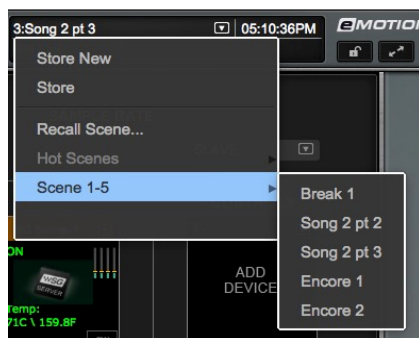 3:Song 2 pt 3 05:10:36PM eMOTION
Store New
Store
Recall Scene...
Hot Scenes
Scene 1-5
Break 1
Song 2 pt 2
Song 2 pt 3
Encore 1
Encore 2
ON
WSG
SERVER
ADD
DEVICE
Temp:
71C \ 159.8F